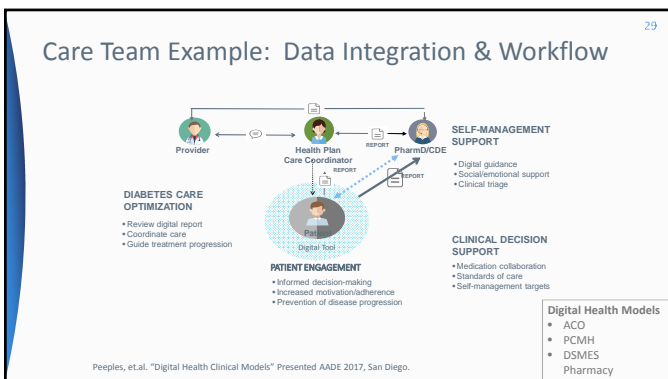 29
Care Team Example: Data Integration & Workflow
Provider
Health Plan
Care Coordinator
REPORT
PharmD/CDE
REPORT
REPORT
SELF-MANAGEMENT
SUPPORT
• Digital guidance
• Social/emotional support
• Clinical triage
DIABETES CARE
OPTIMIZATION
• Review digital report
• Coordinate care
• Guide treatment progression
Patient
Digital Tool
PATIENT ENGAGEMENT
• Informed decision-making
• Increased motivation/adherence
• Prevention of disease progression
CLINICAL DECISION
SUPPORT
• Medication collaboration
• Standards of care
• Self-management targets
Digital Health Models
• ACO
• PCMH
• DSMES
Pharmacy
Peeples, et.al. "Digital Health Clinical Models" Presented AADE 2017, San Diego.